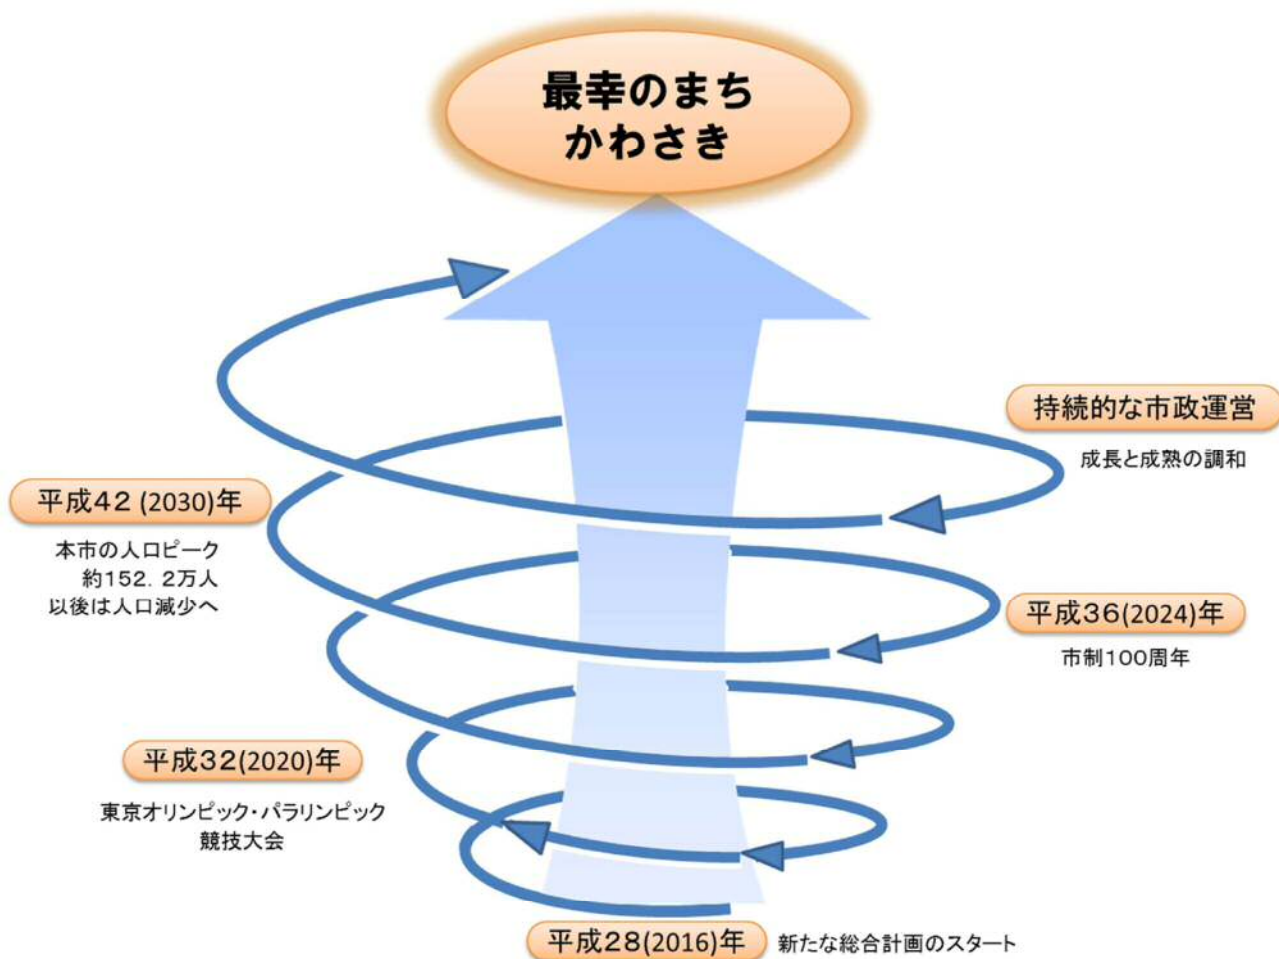 最幸のまち
かわさき
持続的な市政運営
成長と成熟の調和
平成42 (2030)年
本市の人口ピーク
約152.2万人
以後は人口減少へ
平成36(2024)年
市制100周年
平成32(2020)年
東京オリンピック・パラリンピック
競技大会
平成28(2016)年 新たな総合計画のスタート